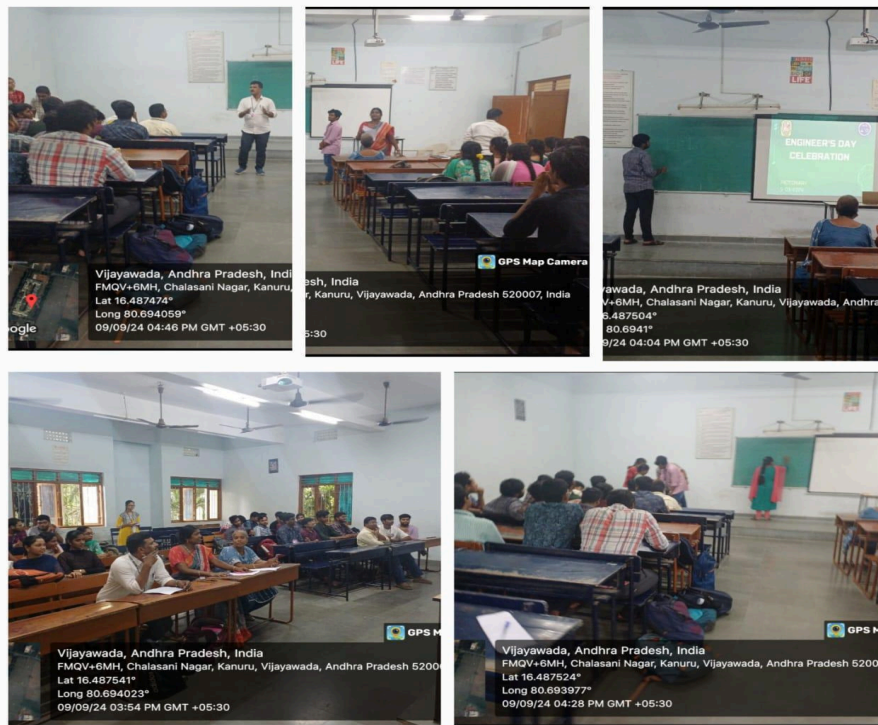 Vijayawada, Andhra Pradesh, Indi
FMQV+6MH, Chalasani Nagar, Kanuru,
Lat 16.487474°
Long 80.694059°
09/09/24 04:46 PM GMT +05:30
oogle
GPS Map Camera
esh, India
r, Kanuru, Vijayawada, Andhra Pradesh 520007, India
5:30
LIFE
ENGINEER'S DAY
CELEBRATION
yawada, Andhra Pradesh, India
V+6MH, Chalasani Nagar, Kanuru, Vijayawada, Andhra
6.487504°
80.6941°
9/24 04:04 PM GMT +05:30
GPS M
Vijayawada, Andhra Pradesh, India
FMQV+6MH, Chalasani Nagar, Kanuru, Vijayawada, Andhra Pradesh 5200
Lat 16.487541°
Long 80.694023°
09/09/24 03:54 PM GMT +05:30
GPS M
Vijayawada, Andhra Pradesh, India
FMQV+6MH, Chalasani Nagar, Kanuru, Vijayawada, Andhra Pradesh 5200
Lat 16.487524°
Long 80.693977°
09/09/24 04:28 PM GMT +05:30